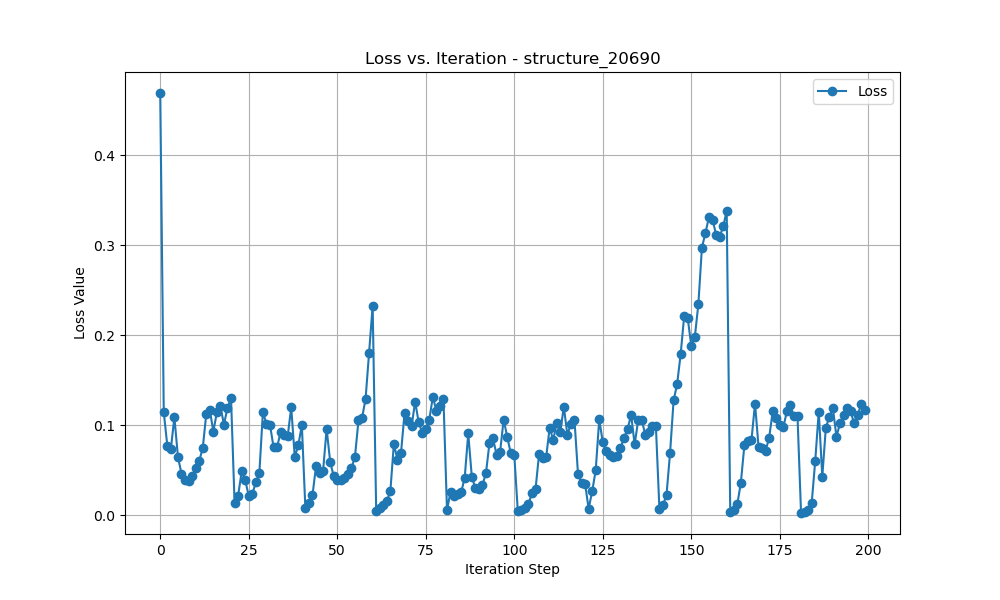 Loss vs. Iteration - structure_20690
Loss
Loss Value
0.4
0.3
0.2
0.1
0.0
0 25 50 75 100 125 150 175 200
Iteration Step